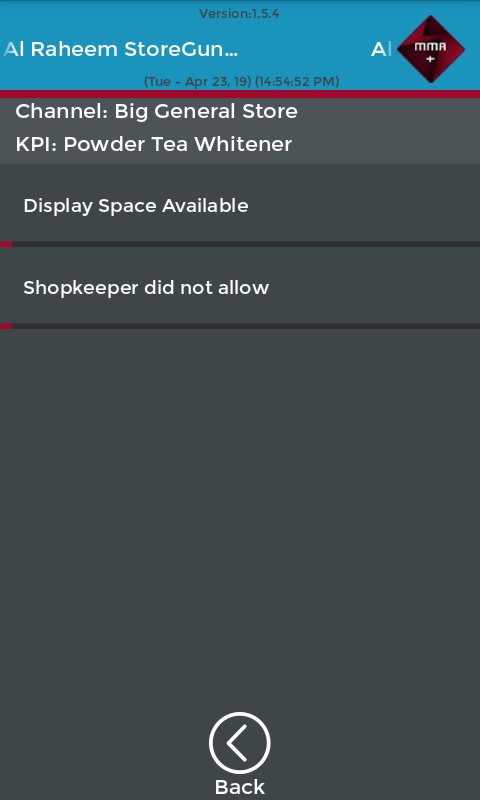 Version:1.5.4
Al Raheem StoreGun... Al
MMA
+
(Tue - Apr 23, 19) (14:54:52 PM)
Channel: Big General Store
KPI: Powder Tea Whitener
Display Space Available
Shopkeeper did not allow
Back